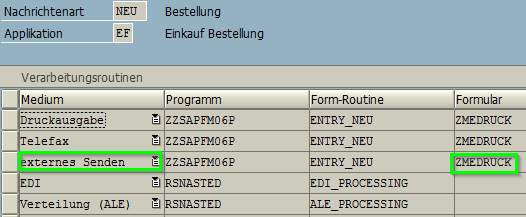 Nachrichtenart NEU Bestellung
Applikation EF Einkauf Bestellung
Verarbeitungsroutinen
Medium Programm Form-Routine Formular
Druckausgabe ZZSAPFM06P ENTRY_NEU ZMEDRUCK
Telefax ZZSAPFM06P ENTRY_NEU ZMEDRUCK
externes Senden ZZSAPFM06P ENTRY_NEU ZMEDRUCK
EDI RSNASTED EDI_PROCESSING
Verteilung (ALE) RSNASTED ALE_PROCESSING